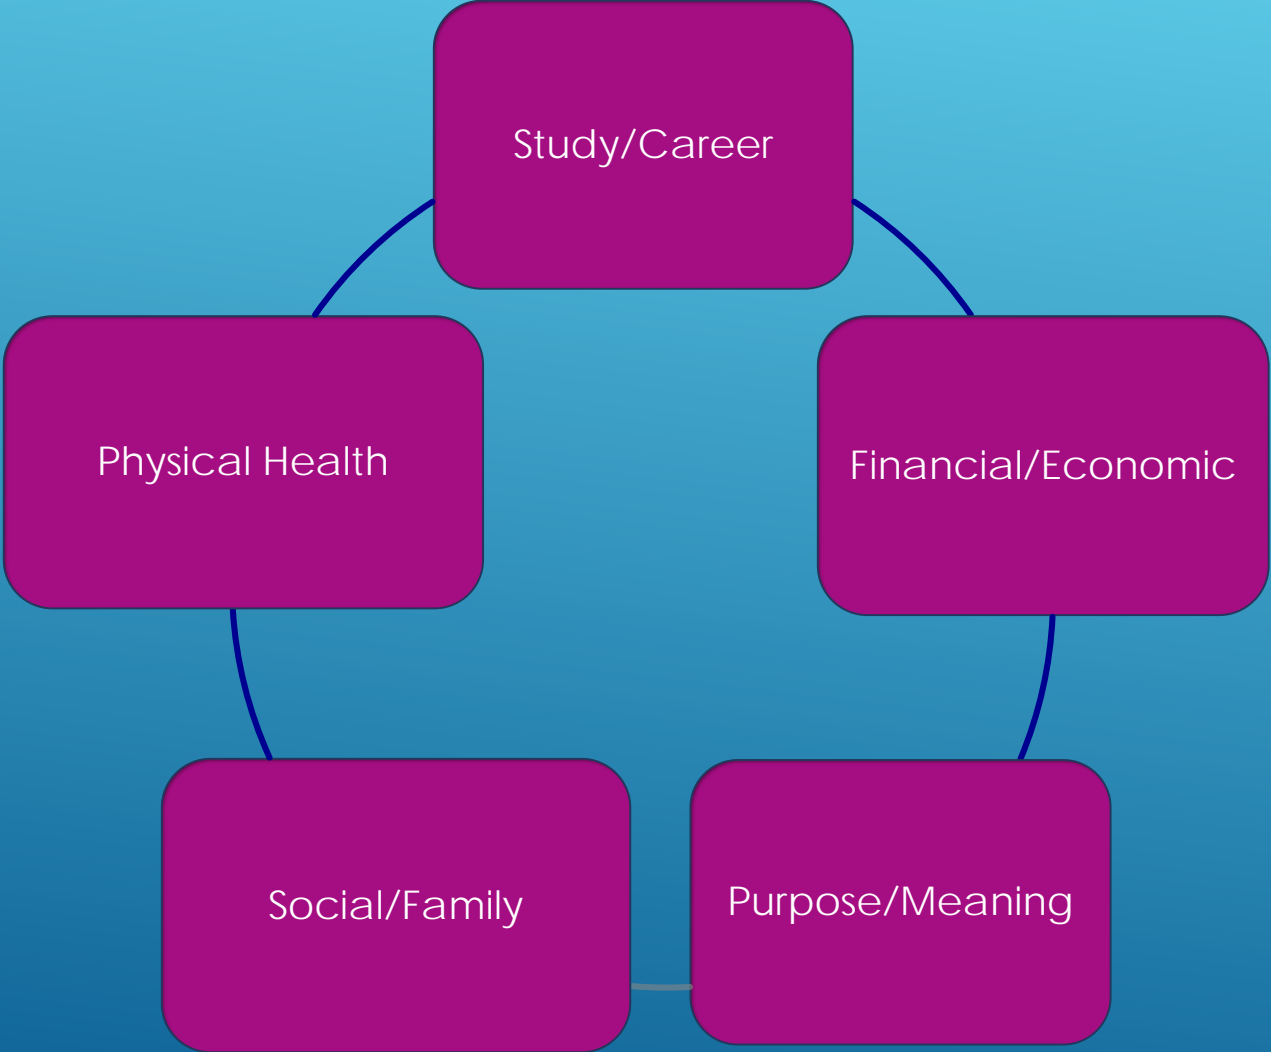 Study/Career
Physical Health
Financial/Economic
Social/Family
Purpose/Meaning